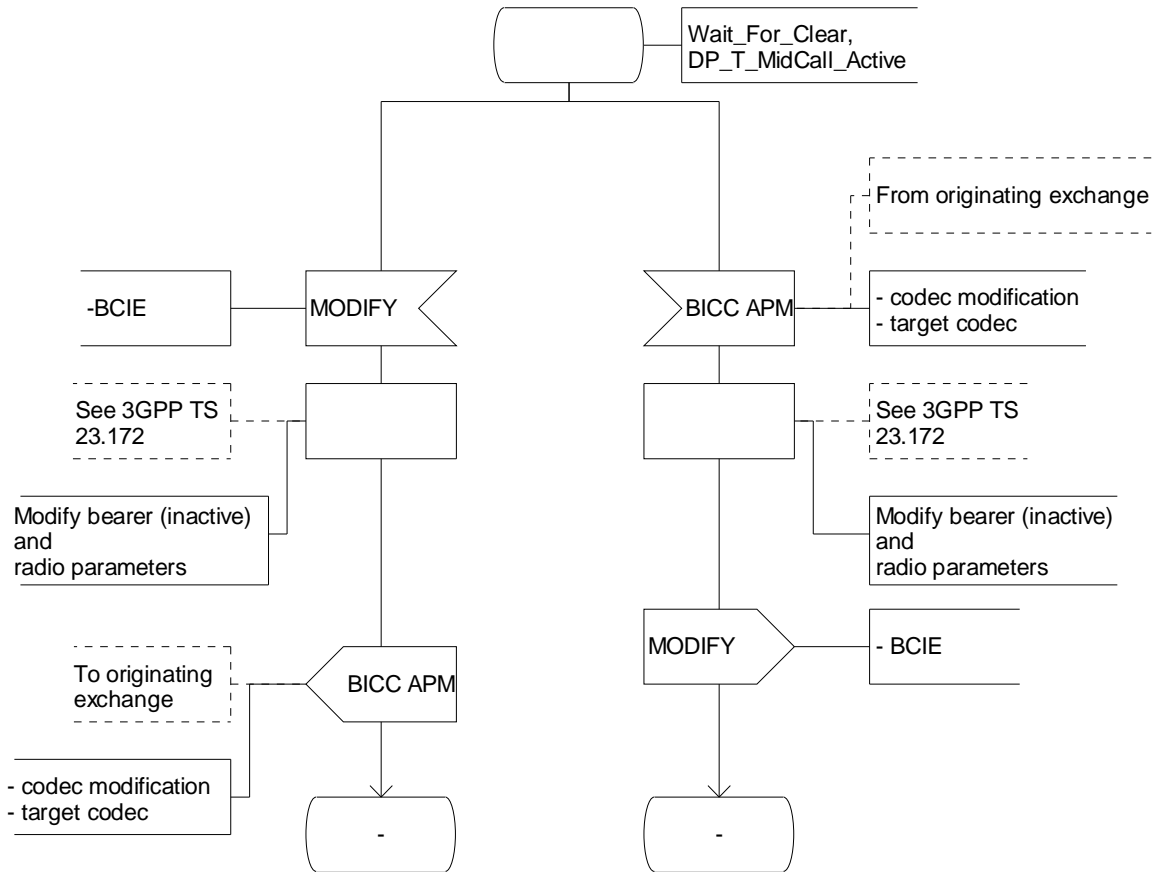 Wait_For_Clear,
DP_T_MidCall_Active
From originating exchange
-BCIE
MODIFY
BICC APM
- codec modification
- target codec
See 3GPP TS
23.172
See 3GPP TS
23.172
Modify bearer (inactive)
and
radio parameters
Modify bearer (inactive)
and
radio parameters
MODIFY
- BCIE
To originating
exchange
BICC APM
- codec modification
- target codec
-
-